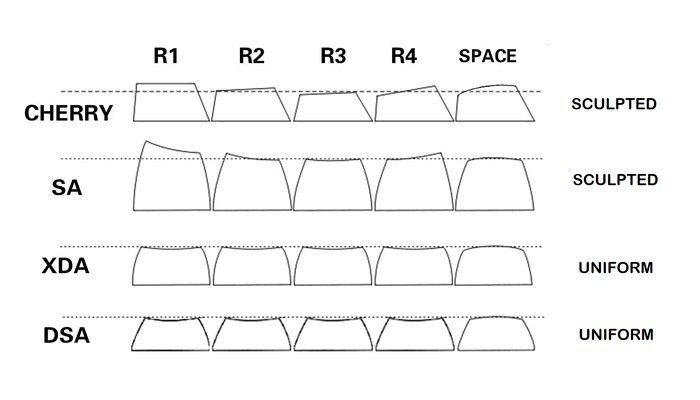 R1 R2 R3 R4 SPACE
CHERRY SCULPTED
SA SCULPTED
XDA UNIFORM
DSA UNIFORM